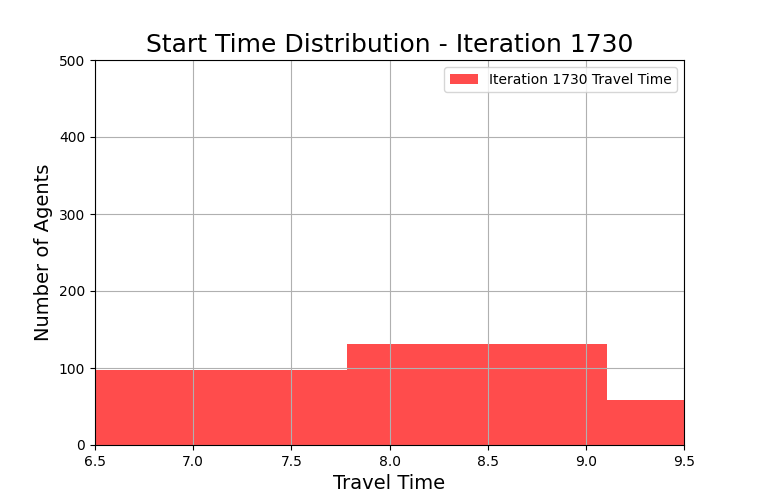 Start Time Distribution - Iteration 1730
Iteration 1730 Travel Time
Number of Agents
500
400
300
200
100
0
6.5 7.0 7.5 8.0 8.5 9.0 9.5
Travel Time